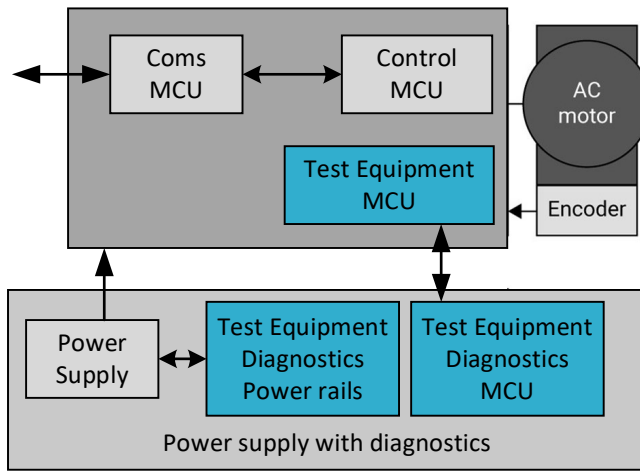 Coms
MCU
Control
MCU
AC
motor
Test Equipment
MCU
Encoder
Power
Supply
Test Equipment
Diagnostics
Power rails
Test Equipment
Diagnostics
MCU
Power supply with diagnostics